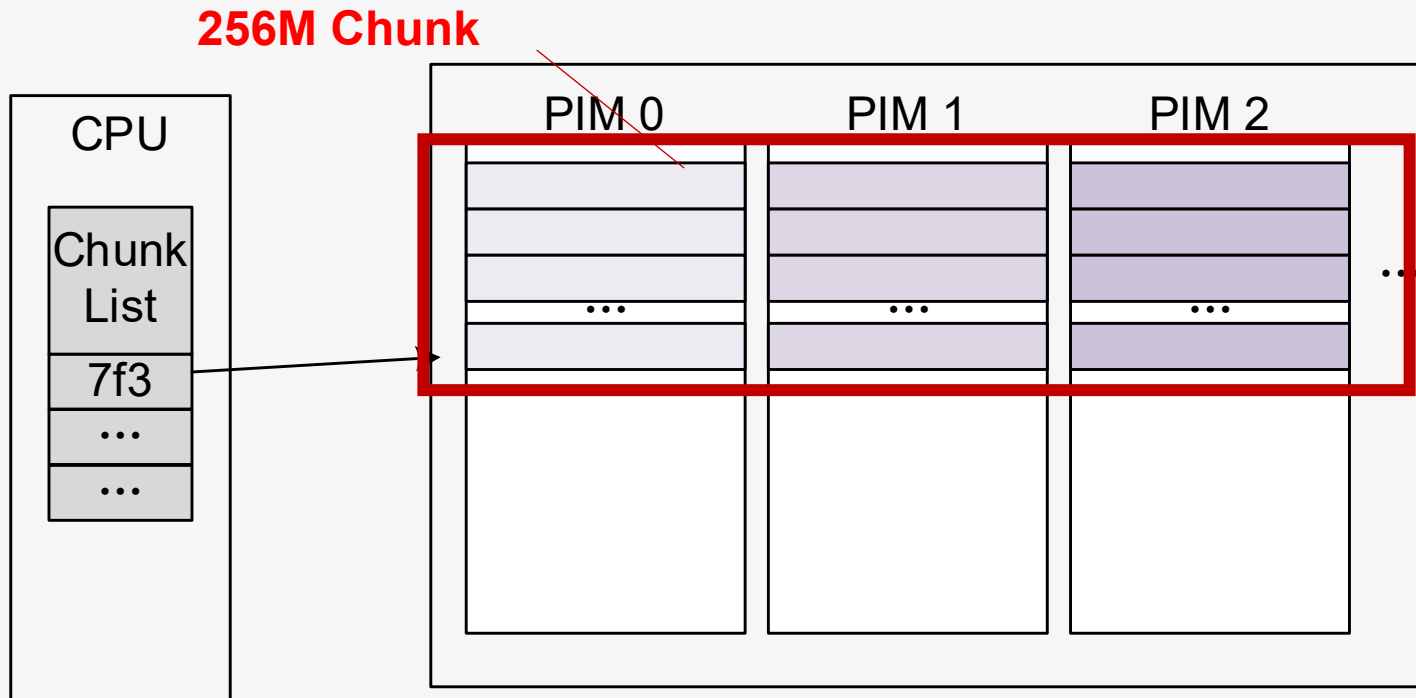 256M Chunk
CPU
Chunk
List
7f3
...
...
PIM 0
PIM 1
PIM 2
...
...
...
...